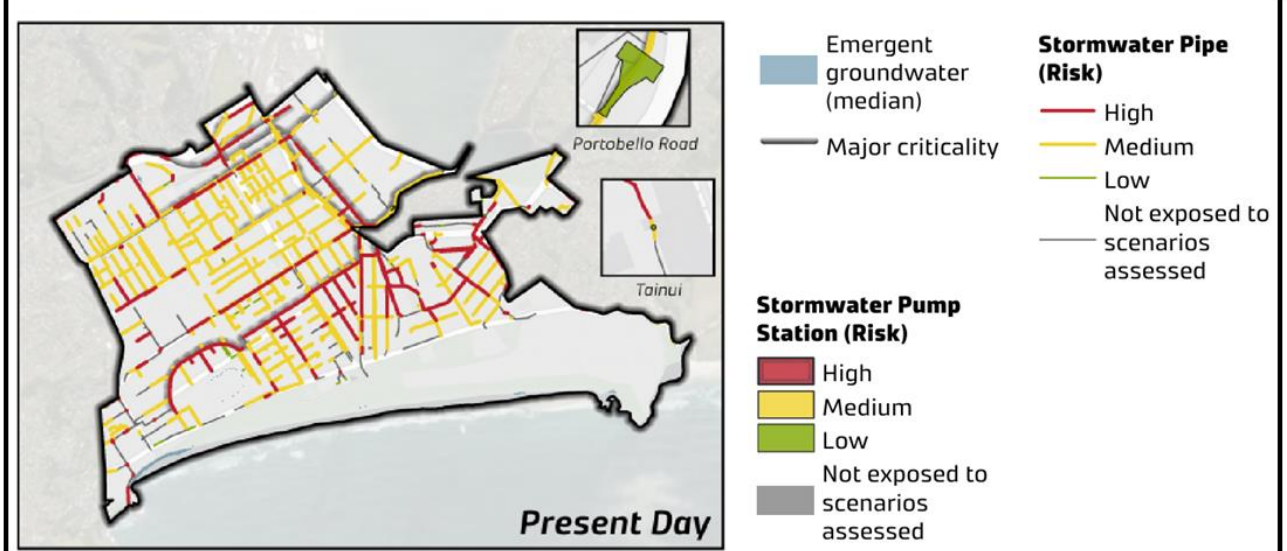 Portobello Road
Tainui
Present Day
Emergent
groundwater
(median)
Major criticality
Stormwater Pump
Station (Risk)
High
Medium
Low
Not exposed to
scenarios
assessed
Stormwater Pipe
(Risk)
High
Medium
Low
Not exposed to
scenarios
assessed